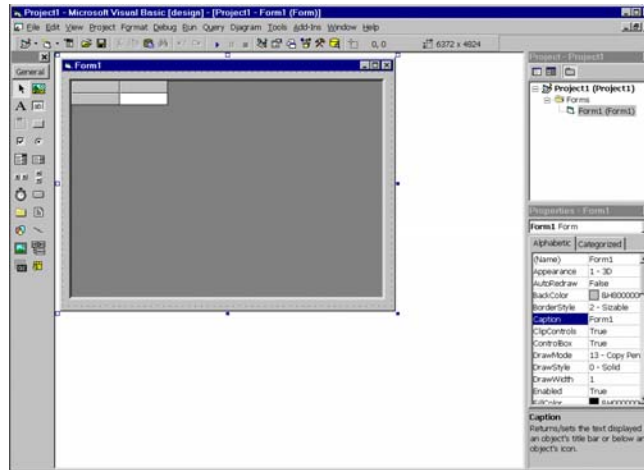 Project1 - Microsoft Visual Basic [design] - [Project1 - Form1 (Form)]
File Edit View Project Format Debug Run Query Diagram Tools Add-Ins Window Help
0, 0 6372 x 4824
General
A
Form1
Project - Project1
Project1 (Project1)
Forms
Form1 (Form1)
Properties - Form1
Form1 Form
Alphabetic Categorized
(Name) Form1
Appearance 1 - 3D
AutoRedraw False
BackColor &H800000
BorderStyle 2 - Sizable
Caption Form1
ClipControls True
ControlBox True
DrawMode 13 - Copy Pen
DrawStyle 0 - Solid
DrawWidth 1
Enabled True
FillColor
Caption
Returns/sets the text displayed
an object's title bar or below an
object's icon.